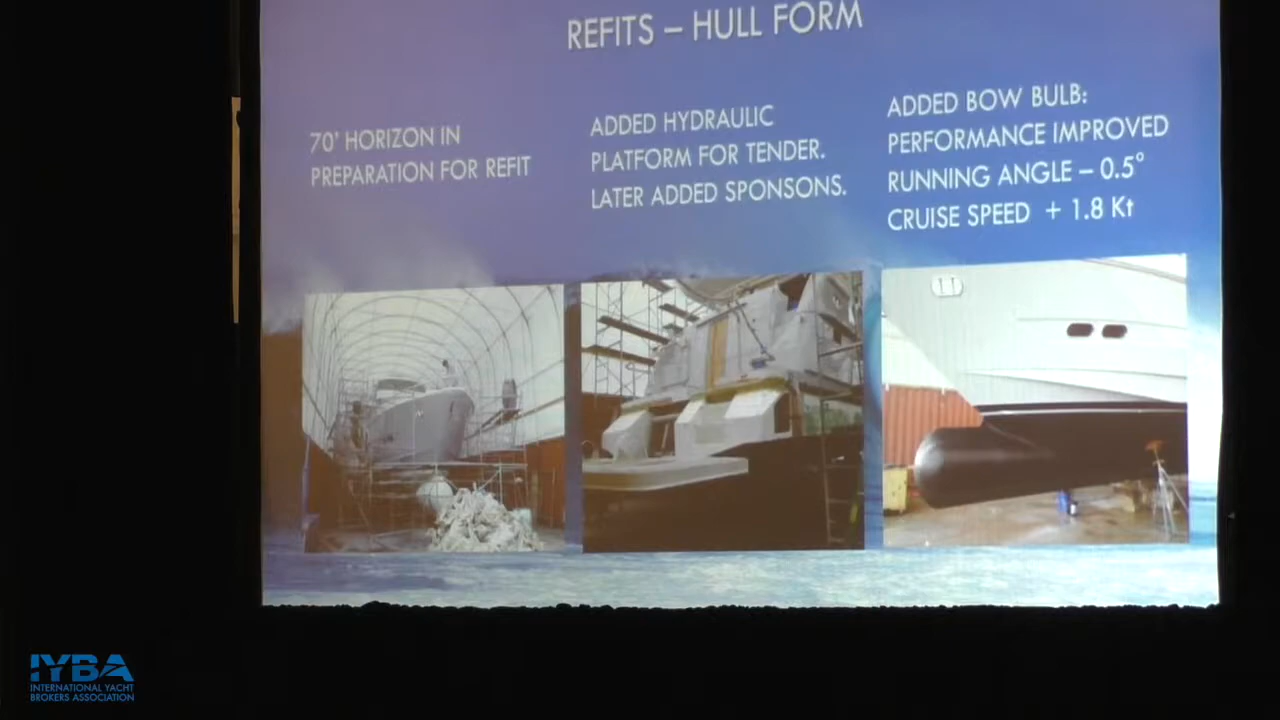 REFITS – HULL FORM
70' HORIZON IN
PREPARATION FOR REFIT
ADDED HYDRAULIC
PLATFORM FOR TENDER.
LATER ADDED SPONSONS.
ADDED BOW BULB:
PERFORMANCE IMPROVED
RUNNING ANGLE – 0.5°
CRUISE SPEED + 1.8 Kt
IYBA
INTERNATIONAL YACHT
BROKERS ASSOCIATION